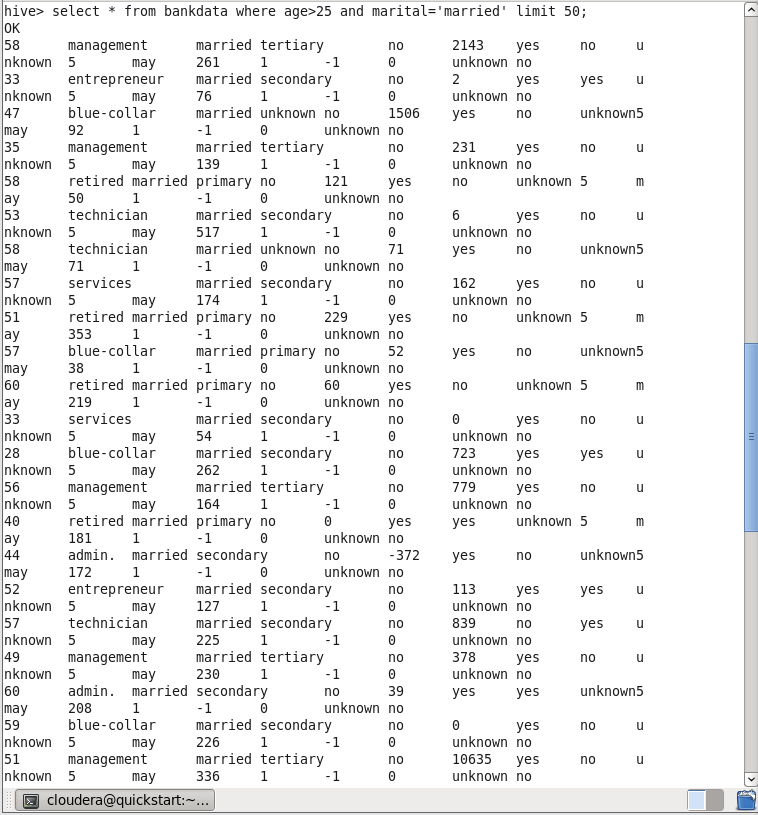 hive> select * from bankdata where age>25 and marital='married' limit 50;
OK
58      management      married tertiary        no      2143    yes     no      u
nknown  5       may     261     1       -1      0       unknown no
33      entrepreneur    married secondary       no      2       yes     yes     u
nknown  5       may     76      1       -1      0       unknown no
47      blue-collar     married unknown no      1506    yes     no      unknown5
may     92      1       -1      0       unknown no
35      management      married tertiary        no      231     yes     no      u
nknown  5       may     139     1       -1      0       unknown no
58      retired married primary no      121     yes     no      unknown 5       m
ay      50      1       -1      0       unknown no
53      technician      married secondary       no      6       yes     no      u
nknown  5       may     517     1       -1      0       unknown no
58      technician      married unknown no      71      yes     no      unknown5
may     71      1       -1      0       unknown no
57      services        married secondary       no      162     yes     no      u
nknown  5       may     174     1       -1      0       unknown no
51      retired married primary no      229     yes     no      unknown 5       m
ay      353     1       -1      0       unknown no
57      blue-collar     married primary no      52      yes     no      unknown5
may     38      1       -1      0       unknown no
60      retired married primary no      60      yes     no      unknown 5       m
ay      219     1       -1      0       unknown no
33      services        married secondary       no      0       yes     no      u
nknown  5       may     54      1       -1      0       unknown no
28      blue-collar     married secondary       no      723     yes     yes     u
nknown  5       may     262     1       -1      0       unknown no
56      management      married tertiary        no      779     yes     no      u
nknown  5       may     164     1       -1      0       unknown no
40      retired married primary no      0       yes     yes     unknown 5       m
ay      181     1       -1      0       unknown no
44      admin.  married secondary       no      -372    yes     no      unknown5
may     172     1       -1      0       unknown no
52      entrepreneur    married secondary       no      113     yes     yes     u
nknown  5       may     127     1       -1      0       unknown no
57      technician      married secondary       no      839     no      yes     u
nknown  5       may     225     1       -1      0       unknown no
49      management      married tertiary        no      378     yes     no      u
nknown  5       may     230     1       -1      0       unknown no
60      admin.  married secondary       no      39      yes     yes     unknown5
may     208     1       -1      0       unknown no
59      blue-collar     married secondary       no      0       yes     no      u
nknown  5       may     226     1       -1      0       unknown no
51      management      married tertiary        no      10635   yes     no      u
nknown  5       may     336     1       -1      0       unknown no
cloudera@quickstart:~...